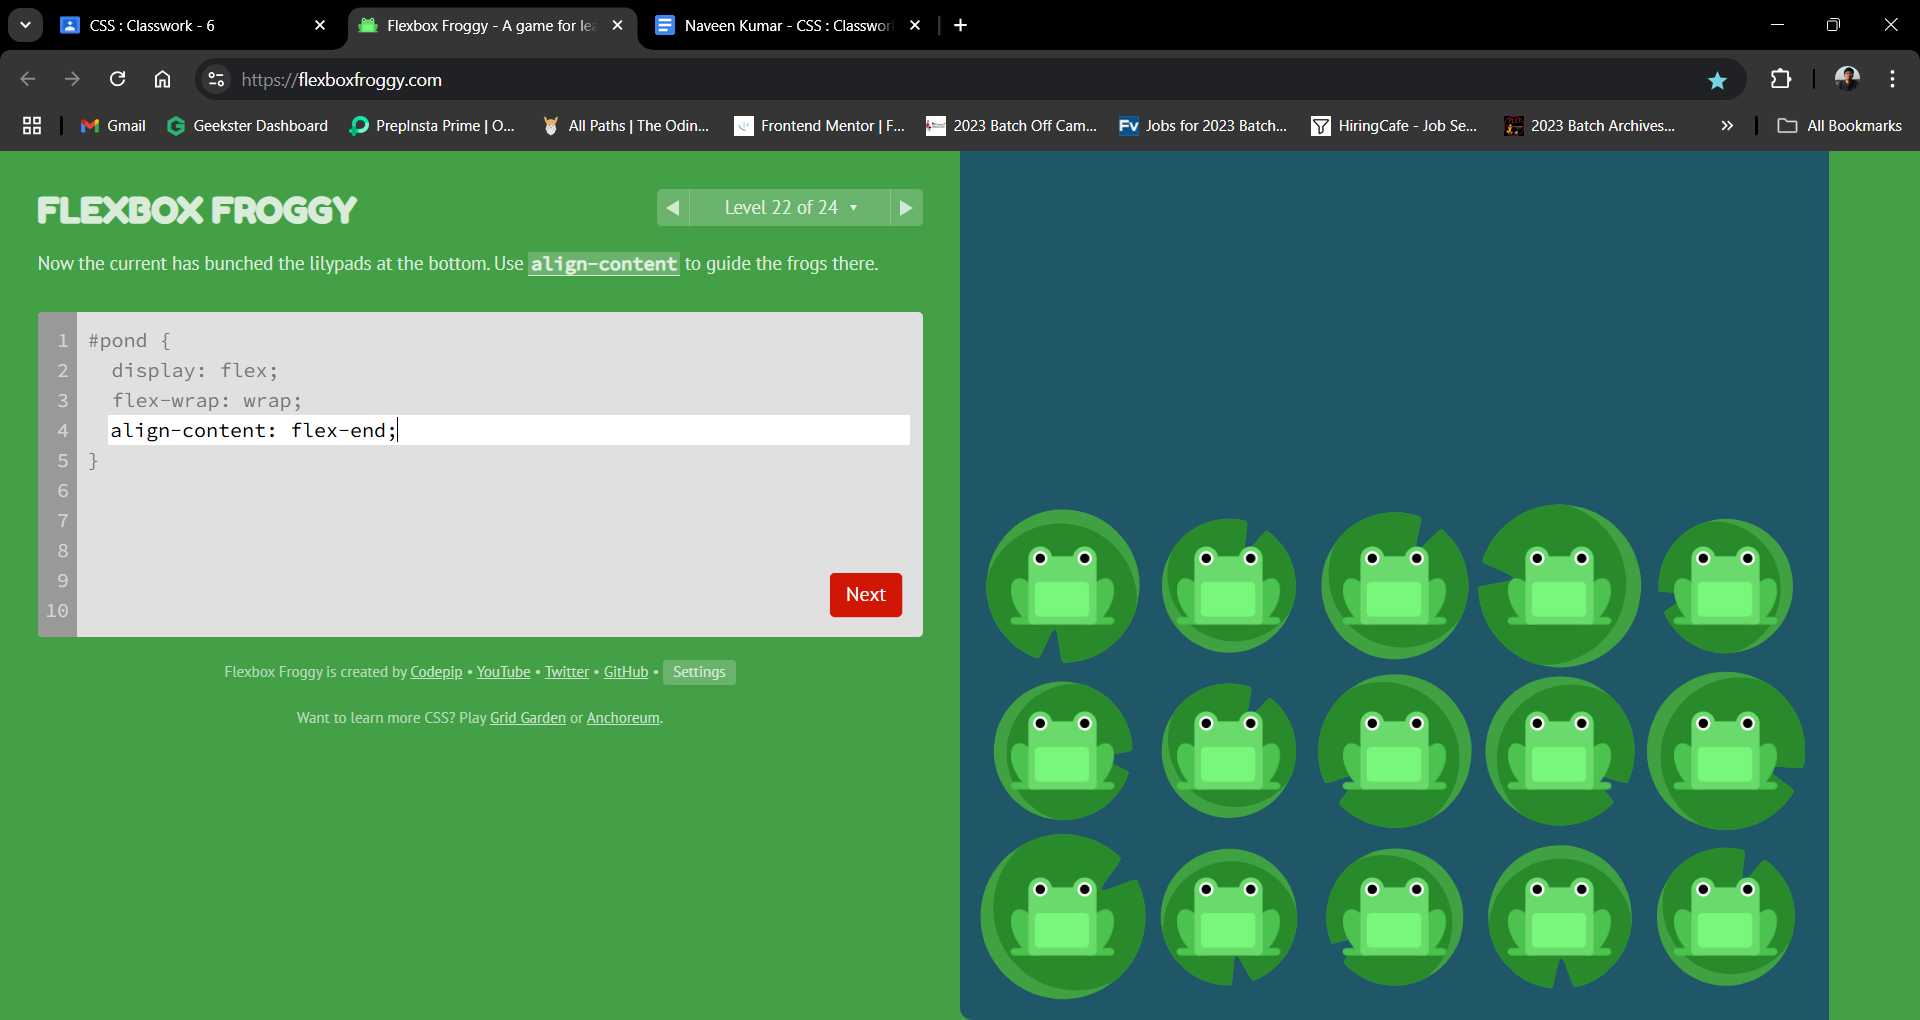 CSS : Classwork - 6
Flexbox Froggy - A game for le
Naveen Kumar - CSS : Classwor
https://flexboxfroggy.com
Gmail
Geekster Dashboard
PrepInsta Prime | O...
All Paths | The Odin...
Frontend Mentor | F...
2023 Batch Off Cam...
Fv Jobs for 2023 Batch...
HiringCafe - Job Se...
2023 Batch Archives...
All Bookmarks
FLEXBOX FROGGY
Level 22 of 24
Now the current has bunched the lilypads at the bottom. Use align-content to guide the frogs there.
1 #pond {
2 display: flex;
3 flex-wrap: wrap;
4 align-content: flex-end;
5 }
6
7
8
9
10
Next
Flexbox Froggy is created by Codepip • YouTube • Twitter • GitHub • Settings
Want to learn more CSS? Play Grid Garden or Anchoreum.